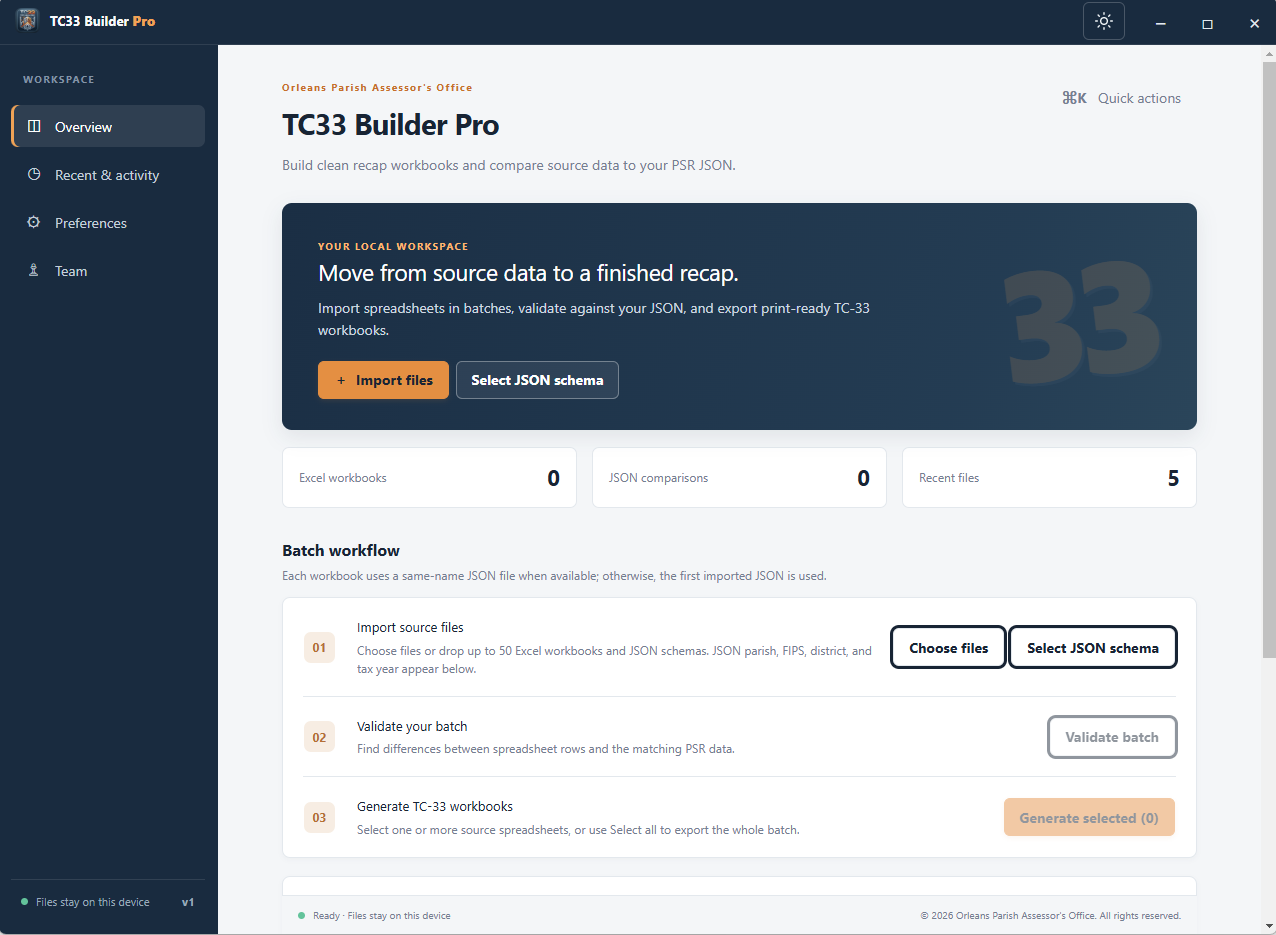 TC33 Builder Pro
WORKSPACE
Overview
Recent & activity
Preferences
Team
Files stay on this device
v1
Orleans Parish Assessor's Office
TC33 Builder Pro
Build clean recap workbooks and compare source data to your PSR JSON.
⌘K Quick actions
YOUR LOCAL WORKSPACE
Move from source data to a finished recap.
Import spreadsheets in batches, validate against your JSON, and export print-ready TC-33
workbooks.
+ Import files
Select JSON schema
33
Excel workbooks 0
JSON comparisons 0
Recent files 5
Batch workflow
Each workbook uses a same-name JSON file when available; otherwise, the first imported JSON is used.
01
Import source files
Choose files or drop up to 50 Excel workbooks and JSON schemas. JSON parish, FIPS, district, and
tax year appear below.
Choose files
Select JSON schema
02
Validate your batch
Find differences between spreadsheet rows and the matching PSR data.
Validate batch
03
Generate TC-33 workbooks
Select one or more source spreadsheets, or use Select all to export the whole batch.
Generate selected (0)
Ready · Files stay on this device
© 2026 Orleans Parish Assessor's Office. All rights reserved.